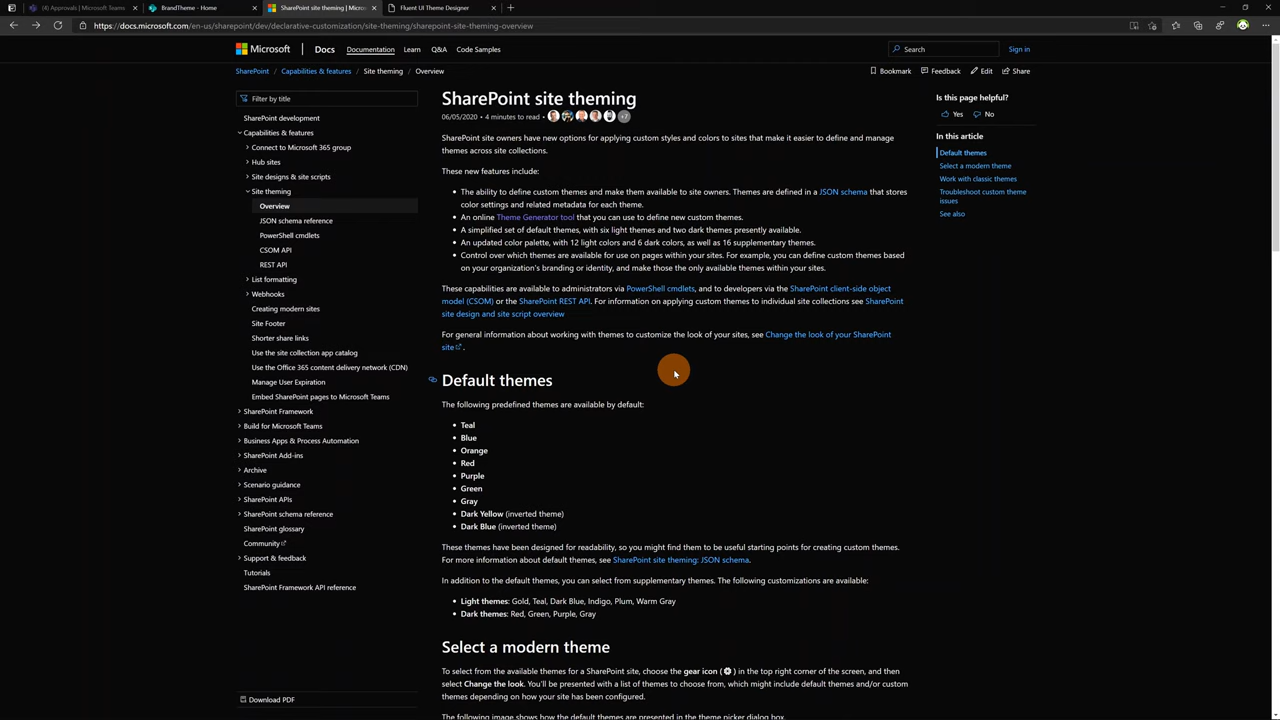 (4) Approvals | Microsoft Teams
BrandTheme - Home
SharePoint site theming | Micros
Fluent UI Theme Designer
https://docs.microsoft.com/en-us/sharepoint/dev/declarative-customization/site-theming/sharepoint-site-theming-overview
Microsoft
Docs
Documentation
Learn
Q&A
Code Samples
Search
Sign in
SharePoint
Capabilities & features
Site theming
Overview
Bookmark
Feedback
Edit
Share
Filter by title
SharePoint development
Capabilities & features
Connect to Microsoft 365 group
Hub sites
Site designs & site scripts
Site theming
Overview
JSON schema reference
PowerShell cmdlets
CSOM API
REST API
List formatting
Webhooks
Creating modern sites
Site Footer
Shorter share links
Use the site collection app catalog
Use the Office 365 content delivery network (CDN)
Manage User Expiration
Embed SharePoint pages to Microsoft Teams
SharePoint Framework
Build for Microsoft Teams
Business Apps & Process Automation
SharePoint Add-ins
Archive
Scenario guidance
SharePoint APIs
SharePoint schema reference
SharePoint glossary
Community
Support & feedback
Tutorials
SharePoint Framework API reference
Download PDF
SharePoint site theming
06/05/2020 • 4 minutes to read •
+7
SharePoint site owners have new options for applying custom styles and colors to sites that make it easier to define and manage
themes across site collections.
These new features include:
• The ability to define custom themes and make them available to site owners. Themes are defined in a JSON schema that stores
color settings and related metadata for each theme.
• An online Theme Generator tool that you can use to define new custom themes.
• A simplified set of default themes, with six light themes and two dark themes presently available.
• An updated color palette, with 12 light colors and 6 dark colors, as well as 16 supplementary themes.
• Control over which themes are available for use on pages within your sites. For example, you can define custom themes based
on your organization's branding or identity, and make those the only available themes within your sites.
These capabilities are available to administrators via PowerShell cmdlets, and to developers via the SharePoint client-side object
model (CSOM) or the SharePoint REST API. For information on applying custom themes to individual site collections see SharePoint
site design and site script overview
For general information about working with themes to customize the look of your sites, see Change the look of your SharePoint
site .
Default themes
The following predefined themes are available by default:
• Teal
• Blue
• Orange
• Red
• Purple
• Green
• Gray
• Dark Yellow (inverted theme)
• Dark Blue (inverted theme)
These themes have been designed for readability, so you might find them to be useful starting points for creating custom themes.
For more information about default themes, see SharePoint site theming: JSON schema.
In addition to the default themes, you can select from supplementary themes. The following customizations are available:
• Light themes: Gold, Teal, Dark Blue, Indigo, Plum, Warm Gray
• Dark themes: Red, Green, Purple, Gray
Select a modern theme
To select from the available themes for a SharePoint site, choose the gear icon ( ) in the top right corner of the screen, and then
select Change the look. You'll be presented with a list of themes to choose from, which might include default themes and/or custom
themes depending on how your site has been configured.
The following image shows how the default themes are presented in the theme picker dialog box.
Is this page helpful?
Yes
No
In this article
Default themes
Select a modern theme
Work with classic themes
Troubleshoot custom theme
issues
See also